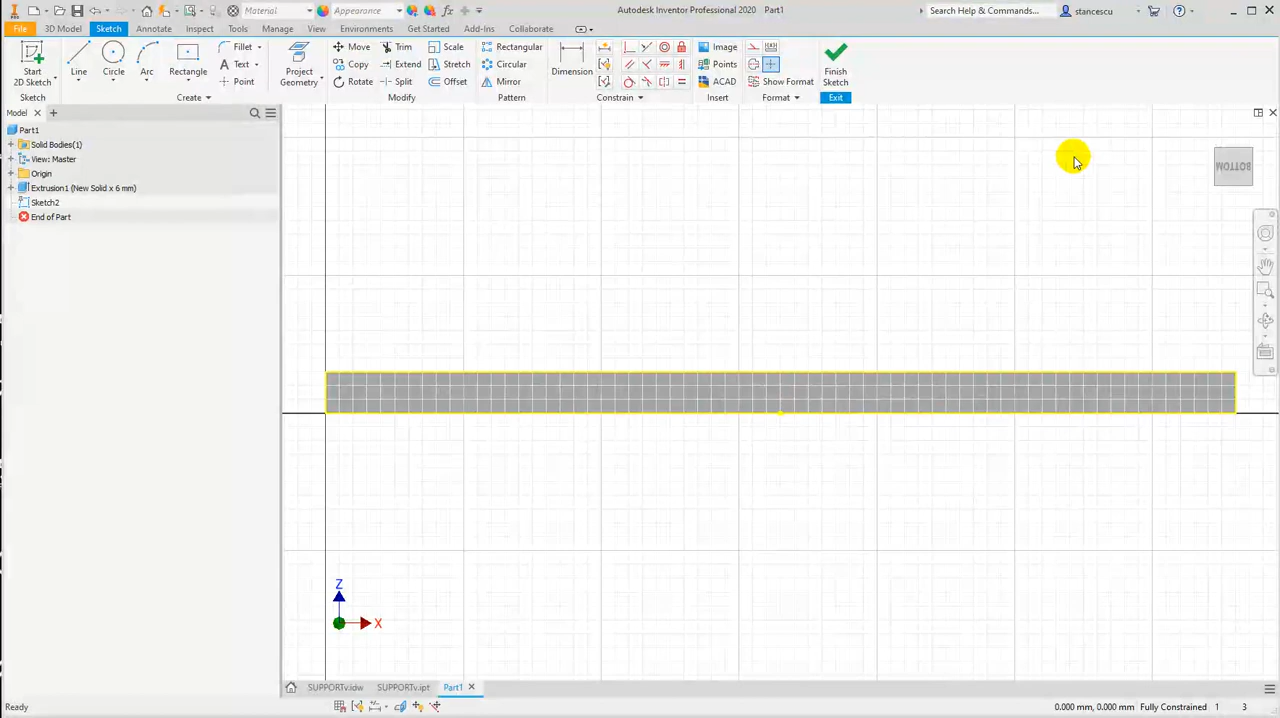 Material
Appearance
Autodesk Inventor Professional 2020 Part1
Search Help & Commands...
stancescu
File 3D Model Sketch Annotate Inspect Tools Manage View Environments Get Started Add-Ins Collaborate
Start 2D Sketch
Line
Circle
Arc
Rectangle
Fillet
Text
Point
Project Geometry
Move
Copy
Rotate
Trim
Extend
Split
Scale
Stretch
Offset
Rectangular
Circular
Mirror
Dimension
Image
Points
ACAD
Show Format
Finish Sketch
Sketch Create Modify Pattern Constrain Insert Format Exit
Model
Part1
Solid Bodies(1)
View: Master
Origin
Extrusion1 (New Solid x 6 mm)
Sketch2
End of Part
BOTTOM
Z
X
SUPPORTv.idw SUPPORTv.ipt Part1
Ready
0.000 mm, 0.000 mm Fully Constrained 1 3